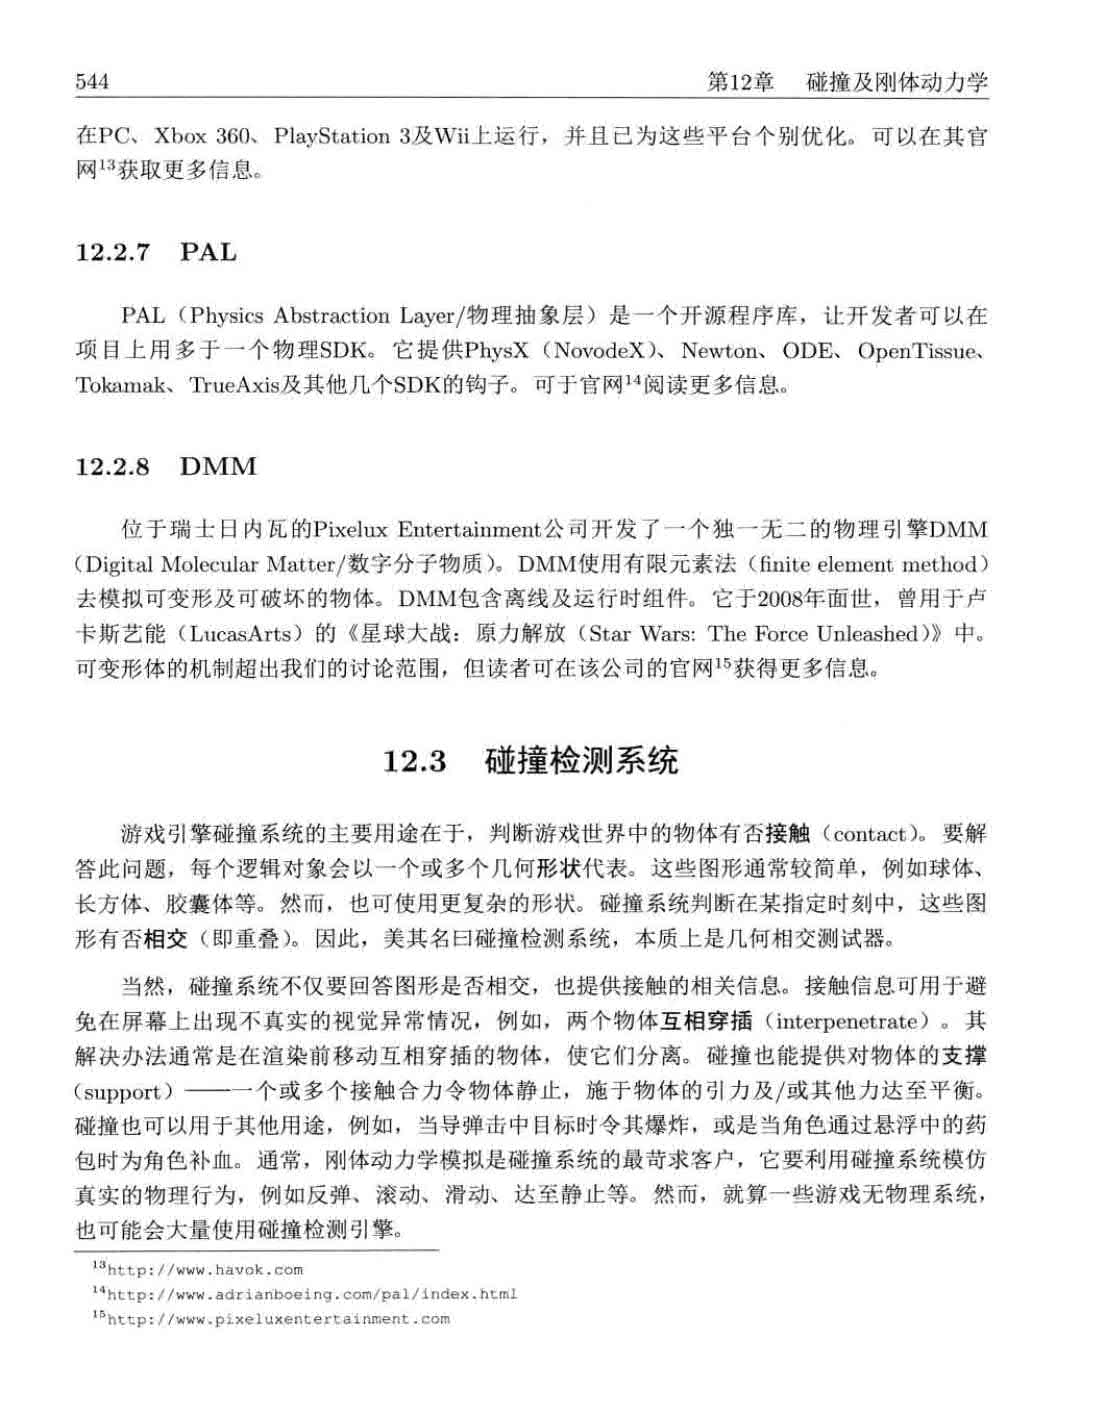 544 第12章 碰撞及刚体动力学
在PC、Xbox 360、PlayStation 3及Wii上运行，并且已为这些平台个别优化。可以在其官
网13获取更多信息。
12.2.7 PAL
PAL（Physics Abstraction Layer/物理抽象层）是一个开源程序库，让开发者可以在
项目上用多于一个物理SDK。它提供PhysX（NovodeX）、Newton、ODE、OpenTissue、
Tokamak、TrueAxis及其他几个SDK的钩子。可于官网14阅读更多信息。
12.2.8 DMM
位于瑞士日内瓦的Pixelux Entertainment公司开发了一个独一无二的物理引擎DMM
（Digital Molecular Matter/数字分子物质）。DMM使用有限元素法（finite element method）
去模拟可变形及可破坏的物体。DMM包含离线及运行时组件。它于2008年面世，曾用于卢
卡斯艺能（LucasArts）的《星球大战：原力解放（Star Wars: The Force Unleashed）》中。
可变形体的机制超出我们的讨论范围，但读者可在该公司的官网15获得更多信息。
12.3 碰撞检测系统
游戏引擎碰撞系统的主要用途在于，判断游戏世界中的物体有否接触（contact）。要解
答此问题，每个逻辑对象会以一个或多个几何形状代表。这些图形通常较简单，例如球体、
长方体、胶囊体等。然而，也可使用更复杂的形状。碰撞系统判断在某指定时刻中，这些图
形有否相交（即重叠）。因此，美其名曰碰撞检测系统，本质上是几何相交测试器。
当然，碰撞系统不仅要回答图形是否相交，也提供接触的相关信息。接触信息可用于避
免在屏幕上出现不真实的视觉异常情况，例如，两个物体互相穿插（interpenetrate）。其
解决办法通常是在渲染前移动互相穿插的物体，使它们分离。碰撞也能提供对物体的支撑
（support）——一个或多个接触合力令物体静止，施于物体的引力及/或其他力达至平衡。
碰撞也可以用于其他用途，例如，当导弹击中目标时令其爆炸，或是当角色通过悬浮中的药
包时为角色补血。通常，刚体动力学模拟是碰撞系统的最苛求客户，它要利用碰撞系统模仿
真实的物理行为，例如反弹、滚动、滑动、达至静止等。然而，就算一些游戏无物理系统，
也可能会大量使用碰撞检测引擎。
13http://www.havok.com
14http://www.adrianboeing.com/pal/index.html
15http://www.pixeluxentertainment.com